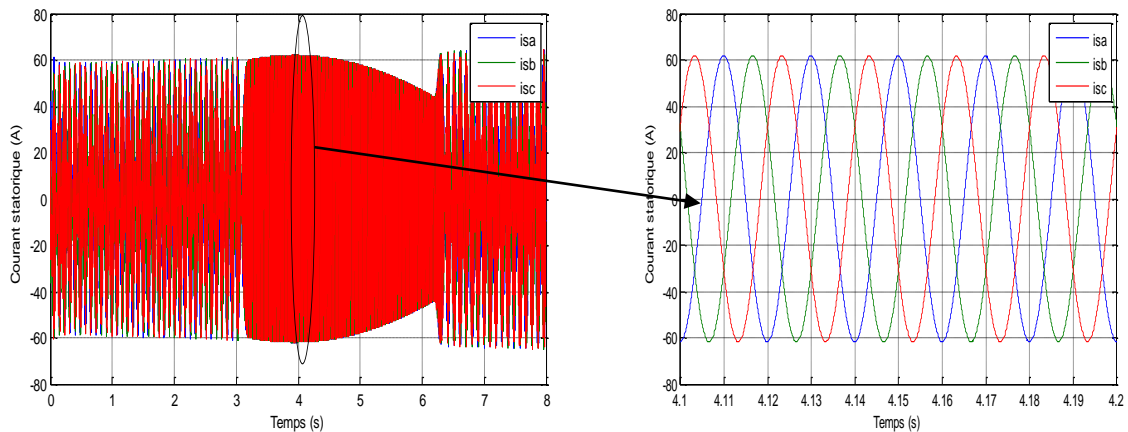 80
60
40
20
0
-20
-40
-60
-80
0 1 2 3 4 5 6 7 8
Courant statorique (A)
Temps (s)
isa
isb
isc
80
60
40
20
0
-20
-40
-60
-80
4.1 4.11 4.12 4.13 4.14 4.15 4.16 4.17 4.18 4.19 4.2
Courant statorique (A)
Temps (s)
isa
isb
isc